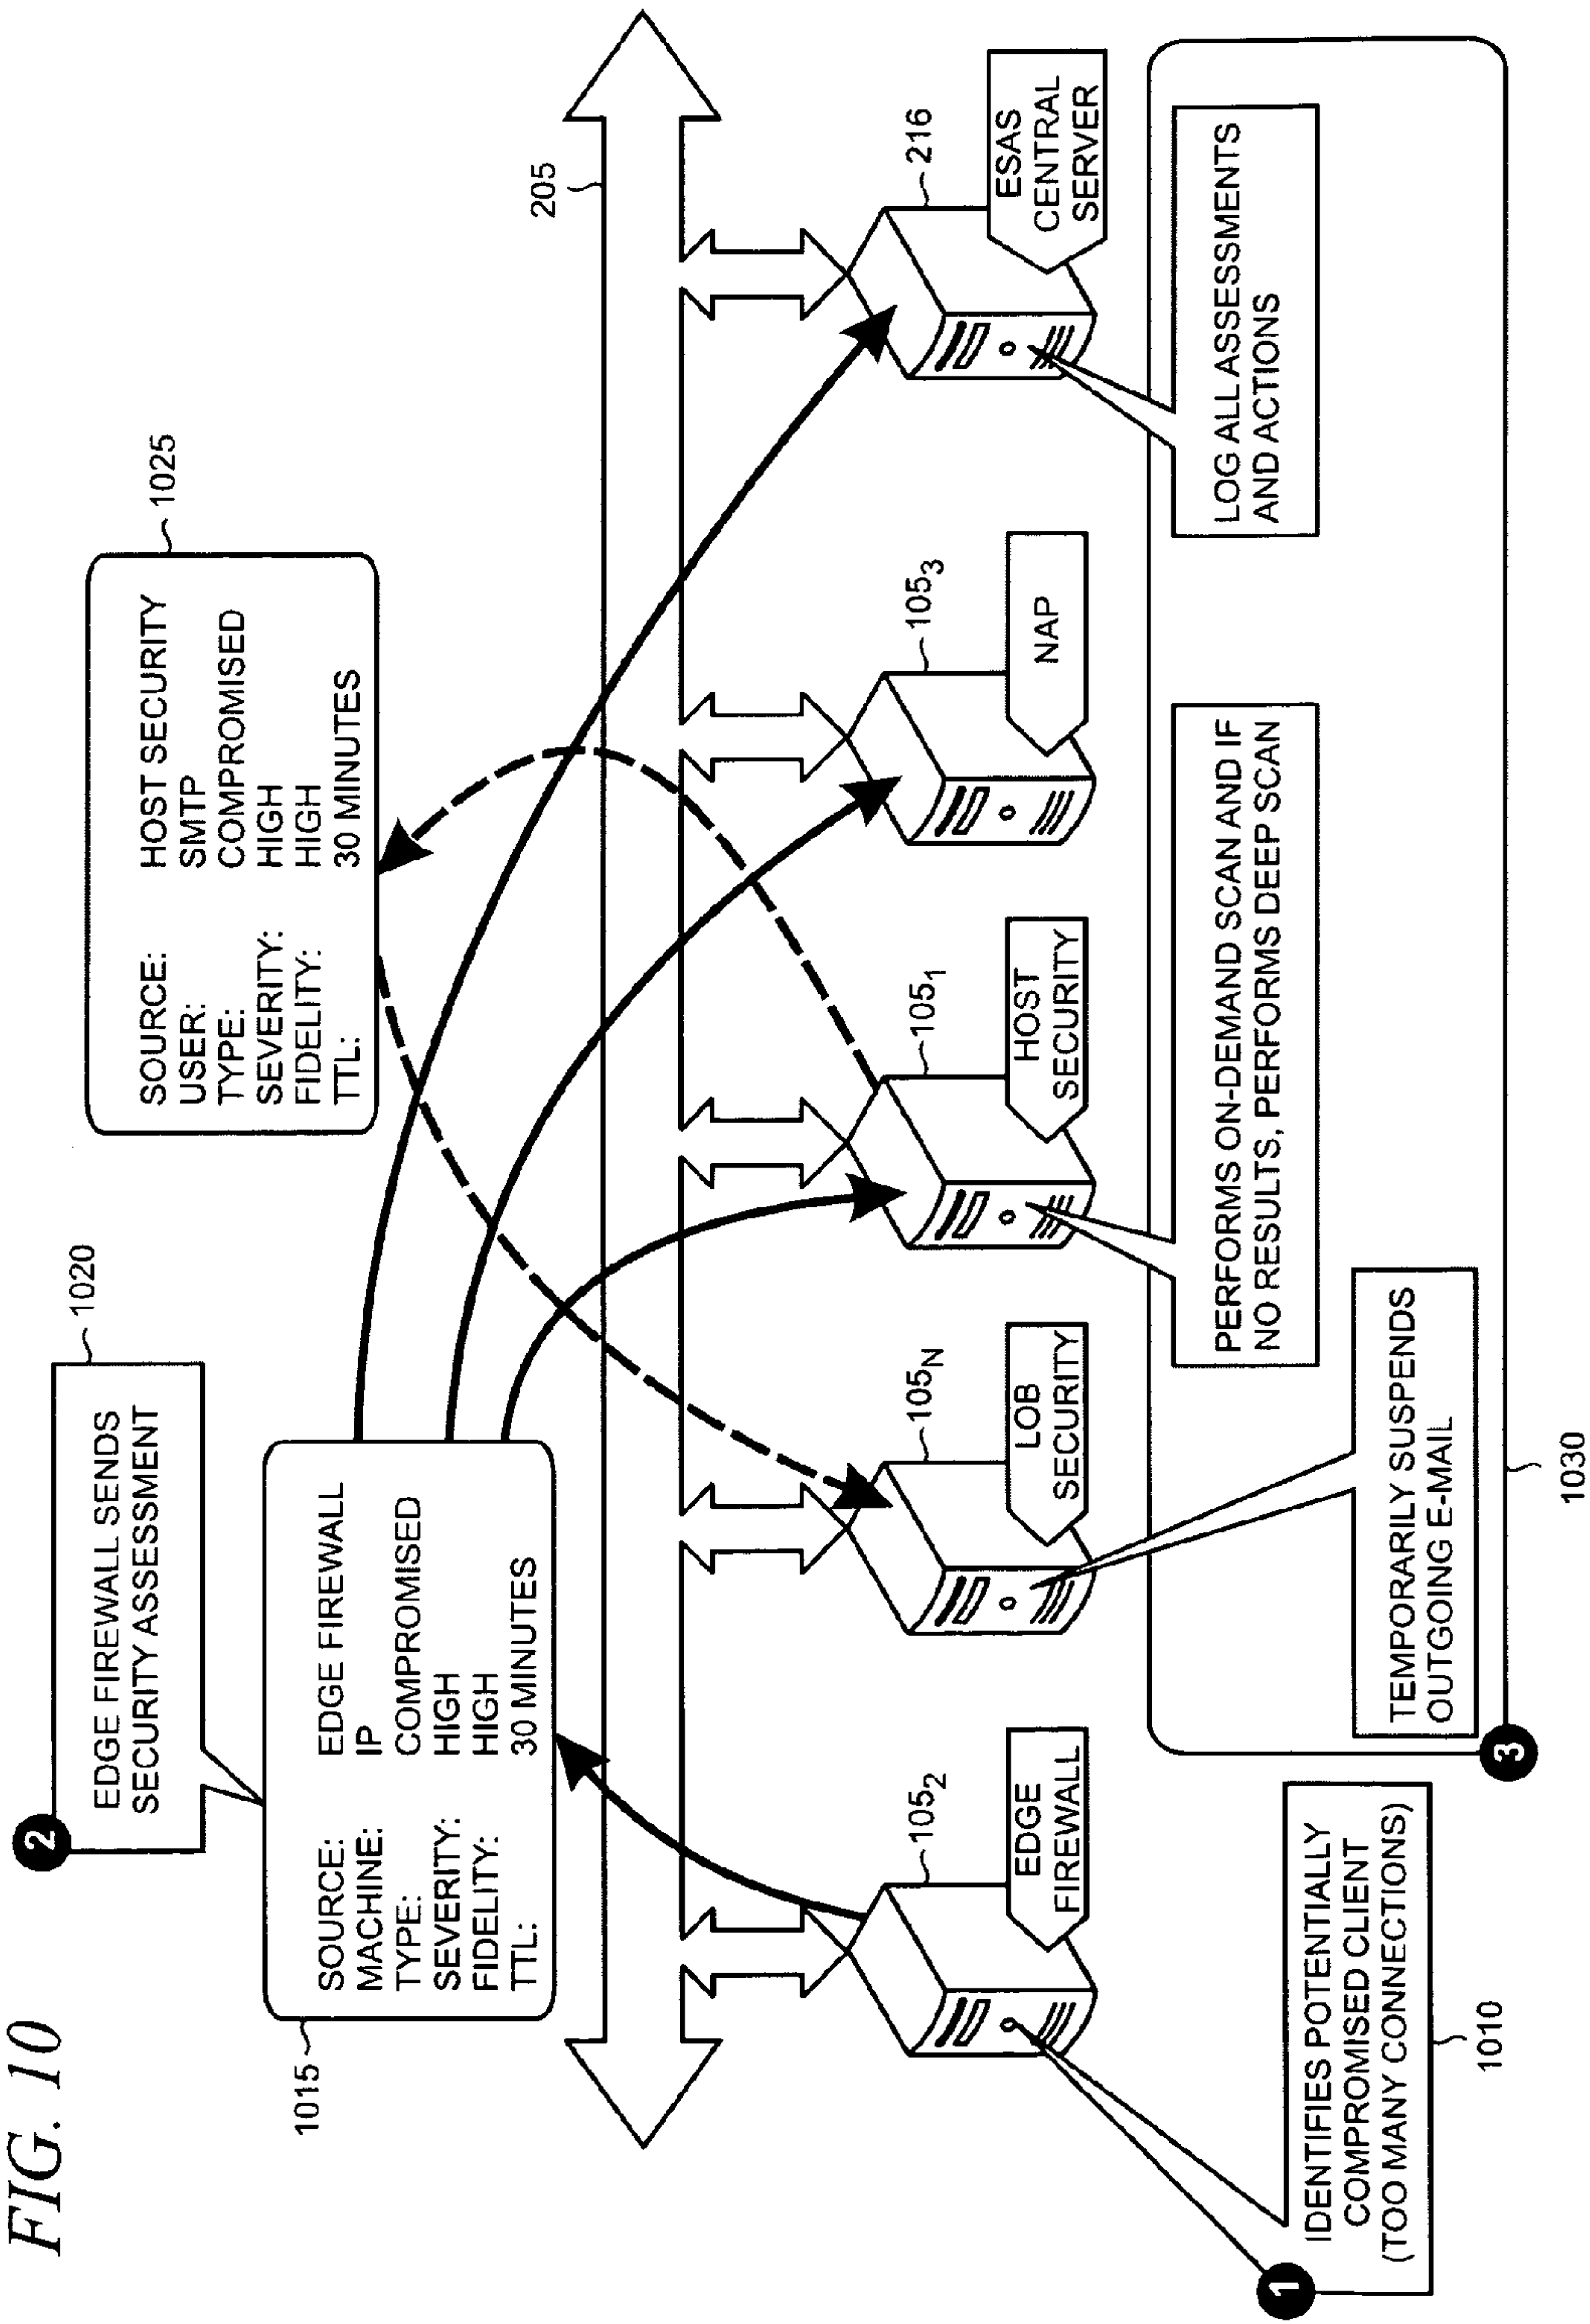 FIG. 10
2
EDGE FIREWALL SENDS
SECURITY ASSESSMENT
1020
1015
SOURCE: EDGE FIREWALL
MACHINE: IP
TYPE: COMPROMISED
SEVERITY: HIGH
FIDELITY: HIGH
TTL: 30 MINUTES
SOURCE: HOST SECURITY
USER: SMTP
TYPE: COMPROMISED
SEVERITY: HIGH
FIDELITY: HIGH
TTL: 30 MINUTES
1025
205
105₂
EDGE
FIREWALL
105N
LOB
SECURITY
105₁
HOST
SECURITY
105₃
NAP
216
ESAS
CENTRAL
SERVER
1
IDENTIFIES POTENTIALLY
COMPROMISED CLIENT
(TOO MANY CONNECTIONS)
1010
TEMPORARILY SUSPENDS
OUTGOING E-MAIL
PERFORMS ON-DEMAND SCAN AND IF
NO RESULTS, PERFORMS DEEP SCAN
LOG ALL ASSESSMENTS
AND ACTIONS
3
1030